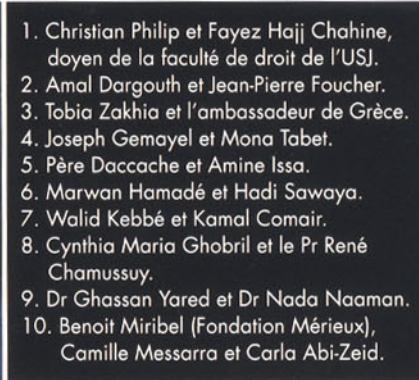 1. Christian Philip et Fayez Hajj Chahine,
doyen de la faculté de droit de l'USJ.
2. Amal Dargouth et Jean-Pierre Foucher.
3. Tobia Zakhia et l'ambassadeur de Grèce.
4. Joseph Gemayel et Mona Tabet.
5. Père Daccache et Amine Issa.
6. Marwan Hamadé et Hadi Sawaya.
7. Walid Kebbé et Kamal Comair.
8. Cynthia Maria Ghobril et le Pr René
Chamussuy.
9. Dr Ghassan Yared et Dr Nada Naaman.
10. Benoit Miribel (Fondation Mérieux),
Camille Messarra et Carla Abi-Zeid.